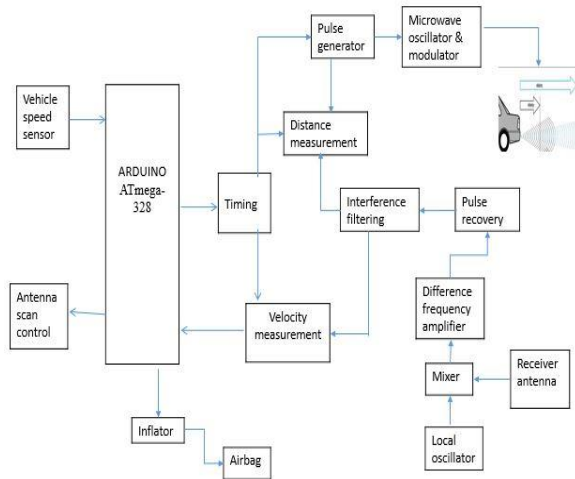 Pulse
generator
Microwave
oscillator &
modulator
Vehicle
speed
sensor
Distance
measurement
ARDUINO
ATmega-
328
Timing
Interference
filtering
Pulse
recovery
Antenna
scan
control
Velocity
measurement
Difference
frequency
amplifier
Mixer
Receiver
antenna
Inflator
Airbag
Local
oscillator